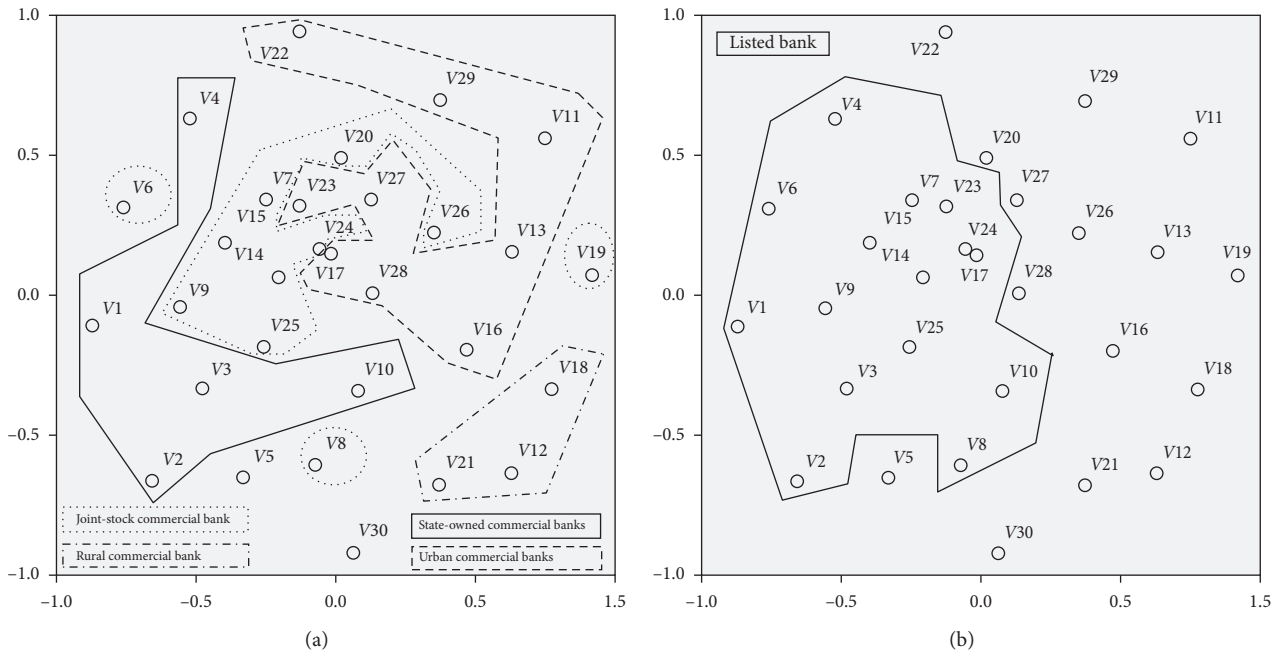 1.0
V22
V29
V4
V11
0.5
V20
V7
V23
V27
V6
V15
V26
V24
V13
V14
V19
0.0
V17
V28
V9
V1
V25
V16
V3
V10
V18
–0.5
V8
V2
V5
V21
V12
Joint-stock commercial bank
State-owned commercial banks
V30
Rural commercial bank
Urban commercial banks
–1.0
–1.0
–0.5
0.0
0.5
1.5
(a)
1.0
Listed bank
V22
V29
V4
V11
0.5
V20
V7
V23
V27
V6
V15
V26
V24
V13
V14
V19
0.0
V17
V28
V9
V1
V25
V16
V3
V10
V18
–0.5
V8
V2
V5
V21
V12
V30
–1.0
–1.0
–0.5
0.0
0.5
1.5
(b)